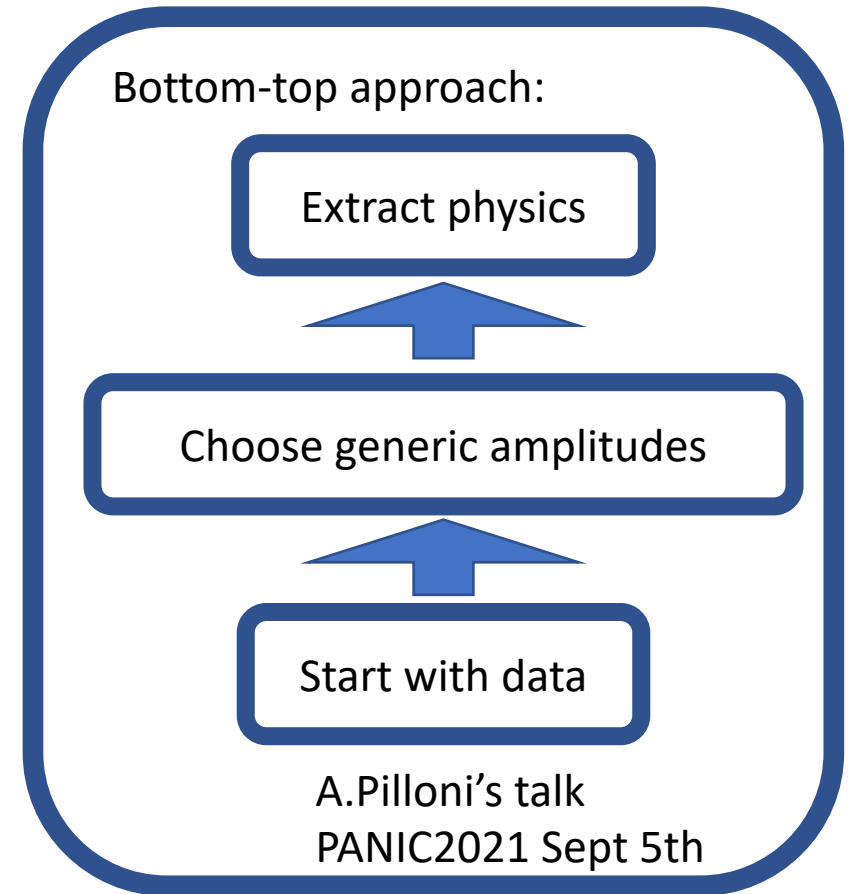 Bottom-top approach:
Extract physics
Choose generic amplitudes
Start with data
A.Pilloni’s talk
PANIC2021 Sept 5th